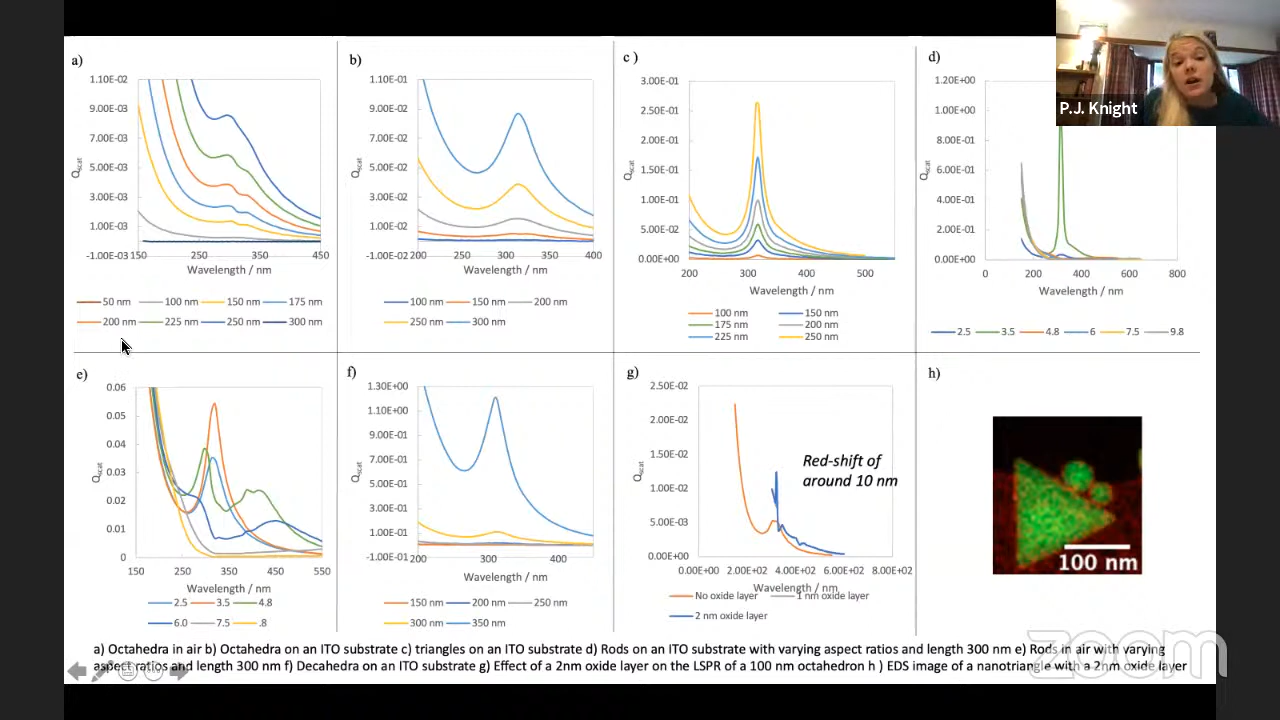 a)
1.10E-02
9.00E-03
7.00E-03
5.00E-03
3.00E-03
1.00E-03
-1.00E-03
Qscat
150 250 350 450
Wavelength / nm
50 nm 100 nm 150 nm 175 nm
200 nm 225 nm 250 nm 300 nm
b)
1.10E-01
9.00E-02
7.00E-02
5.00E-02
3.00E-02
1.00E-02
-1.00E-02
Qscat
200 250 300 350 400
Wavelength / nm
100 nm 150 nm 200 nm
250 nm 300 nm
c )
3.00E-01
2.50E-01
2.00E-01
1.50E-01
1.00E-01
5.00E-02
0.00E+00
Qscat
200 300 400 500
Wavelength / nm
100 nm 150 nm
175 nm 200 nm
225 nm 250 nm
d)
1.20E+00
1.00E+00
8.00E-01
6.00E-01
4.00E-01
2.00E-01
0.00E+00
Qscat
0 200 400 600 800
Wavelength / nm
2.5 3.5 4.8 6 7.5 9.8
P.J. Knight
e)
0.06
0.05
0.04
0.03
0.02
0.01
0
Qscat
150 250 350 450 550
Wavelength / nm
2.5 3.5 4.8
6.0 7.5 .8
f)
1.30E+00
1.10E+00
9.00E-01
7.00E-01
5.00E-01
3.00E-01
1.00E-01
-1.00E-01
Qscat
200 300 400
Wavelength / nm
150 nm 200 nm 250 nm
300 nm 350 nm
g)
2.50E-02
2.00E-02
1.50E-02
1.00E-02
5.00E-03
0.00E+00
Qscat
Red-shift of
around 10 nm
0.00E+00 2.00E+02 4.00E+02 6.00E+02 8.00E+02
Wavelength / nm
No oxide layer 1 nm oxide layer
2 nm oxide layer
h)
100 nm
a) Octahedra in air b) Octahedra on an ITO substrate c) triangles on an ITO substrate d) Rods on an ITO substrate with varying aspect ratios and length 300 nm e) Rods in air with varying
aspect ratios and length 300 nm f) Decahedra on an ITO substrate g) Effect of a 2nm oxide layer on the LSPR of a 100 nm octahedron h ) EDS image of a nanotriangle with a 2nm oxide layer
zoom